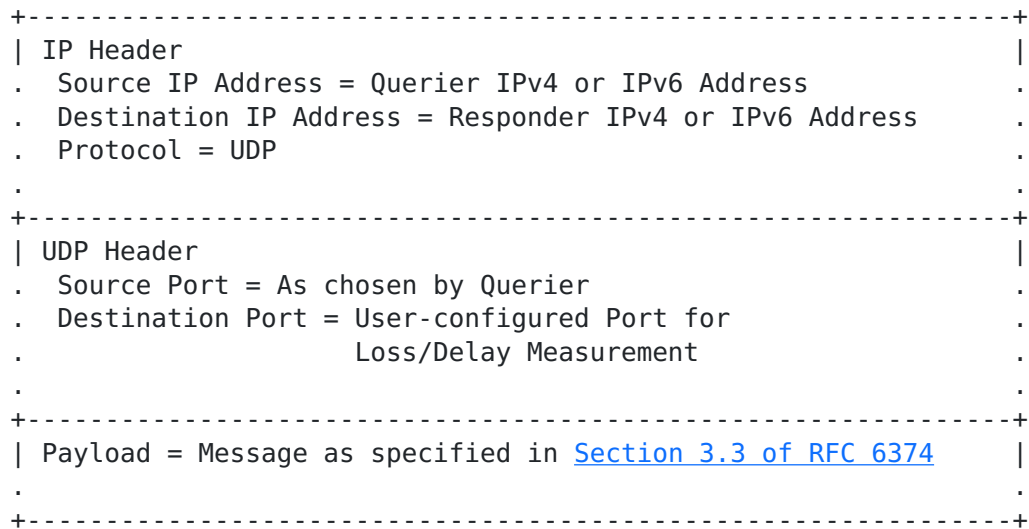 +---------------------------------------------------------------+
| IP Header                                                     |
.  Source IP Address = Querier IPv4 or IPv6 Address             .
.  Destination IP Address = Responder IPv4 or IPv6 Address      .
.  Protocol = UDP                                               .
.                                                               .
+---------------------------------------------------------------+
| UDP Header                                                    |
.  Source Port = As chosen by Querier                           .
.  Destination Port = User-configured Port for                  .
.                     Loss/Delay Measurement                    .
.                                                               .
+---------------------------------------------------------------+
| Payload = Message as specified in Section 3.3 of RFC 6374     |
.                                                               .
+---------------------------------------------------------------+